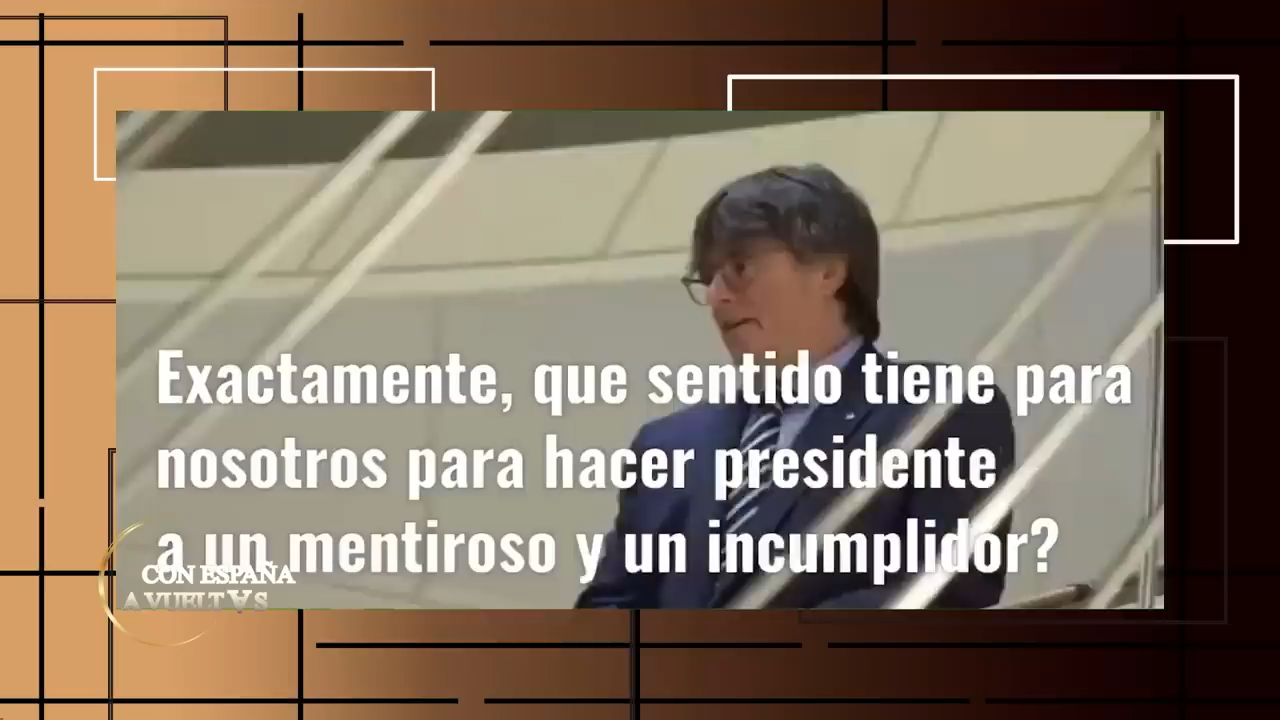 Exactamente, que sentido tiene para
nosotros para hacer presidente
a un mentiroso y un incumplidor?
CON ESPAÑA
A VUELTAS